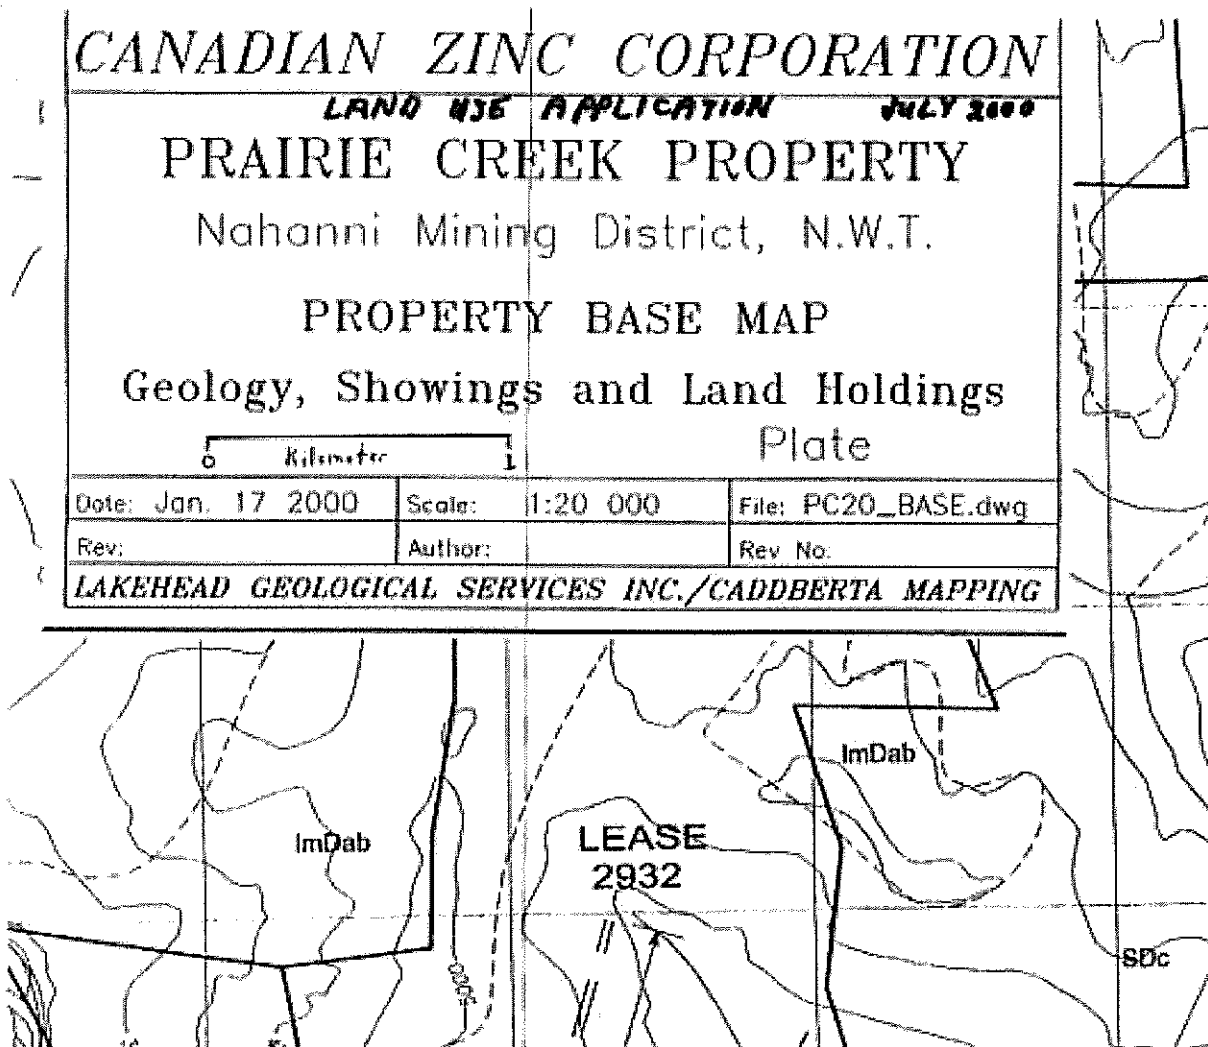 CANADIAN ZINC CORPORATION
LAND USE APPLICATION JULY 2000
PRAIRIE CREEK PROPERTY
Nahanni Mining District, N.W.T.
PROPERTY BASE MAP
Geology, Showings and Land Holdings
Plate
0 Kilometer 1
Date: Jan. 17 2000 Scale: 1:20 000 File: PC20_BASE.dwg
Rev: Author: Rev No:
LAKEHEAD GEOLOGICAL SERVICES INC./CADDBERTA MAPPING
lmDab
lmDab
LEASE
2932
SDc
5000